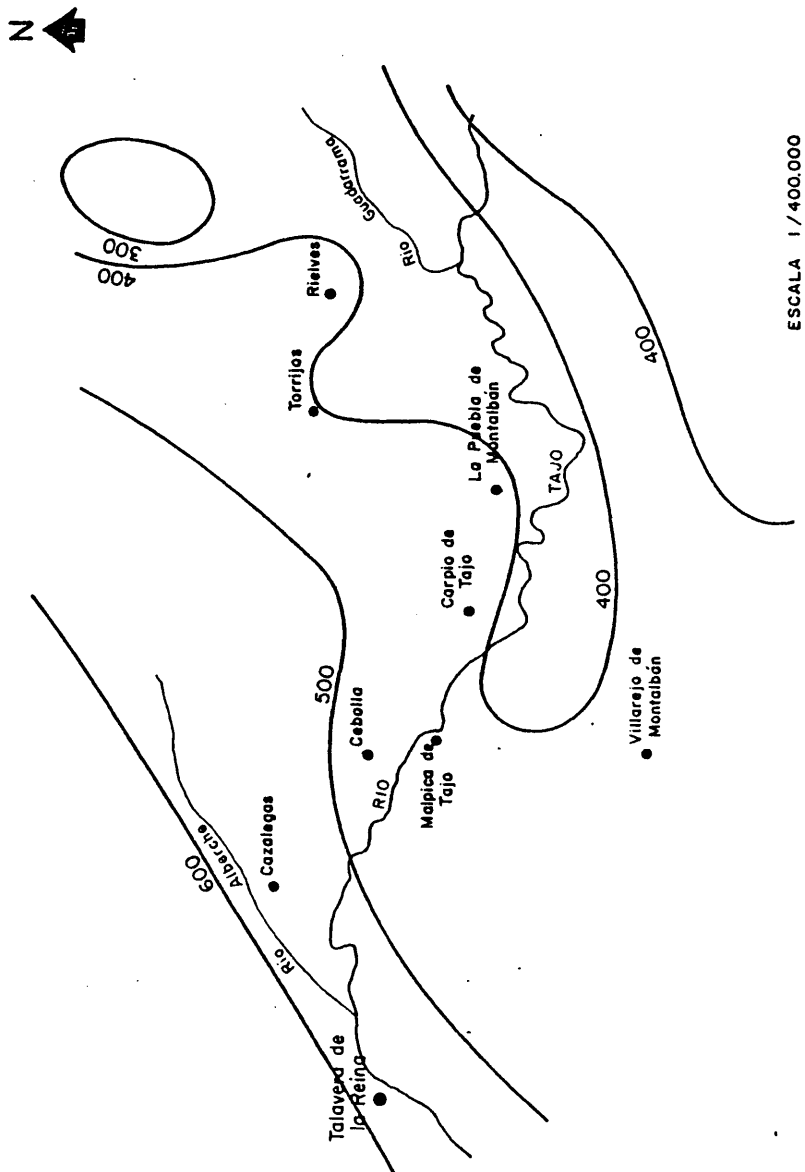 N
300
400
Rielves
Torrijos
RIO
Guadarrama
La Puebla de
Montalbán
TAJO
400
400
Carpio de
Tajo
500
Cebolla
RIO
Malpica de
Tajo
Villarejo de
Montalbán
600
Rio
Alberche
Cazalegas
Talavera de
la Reina
ESCALA 1/400.000